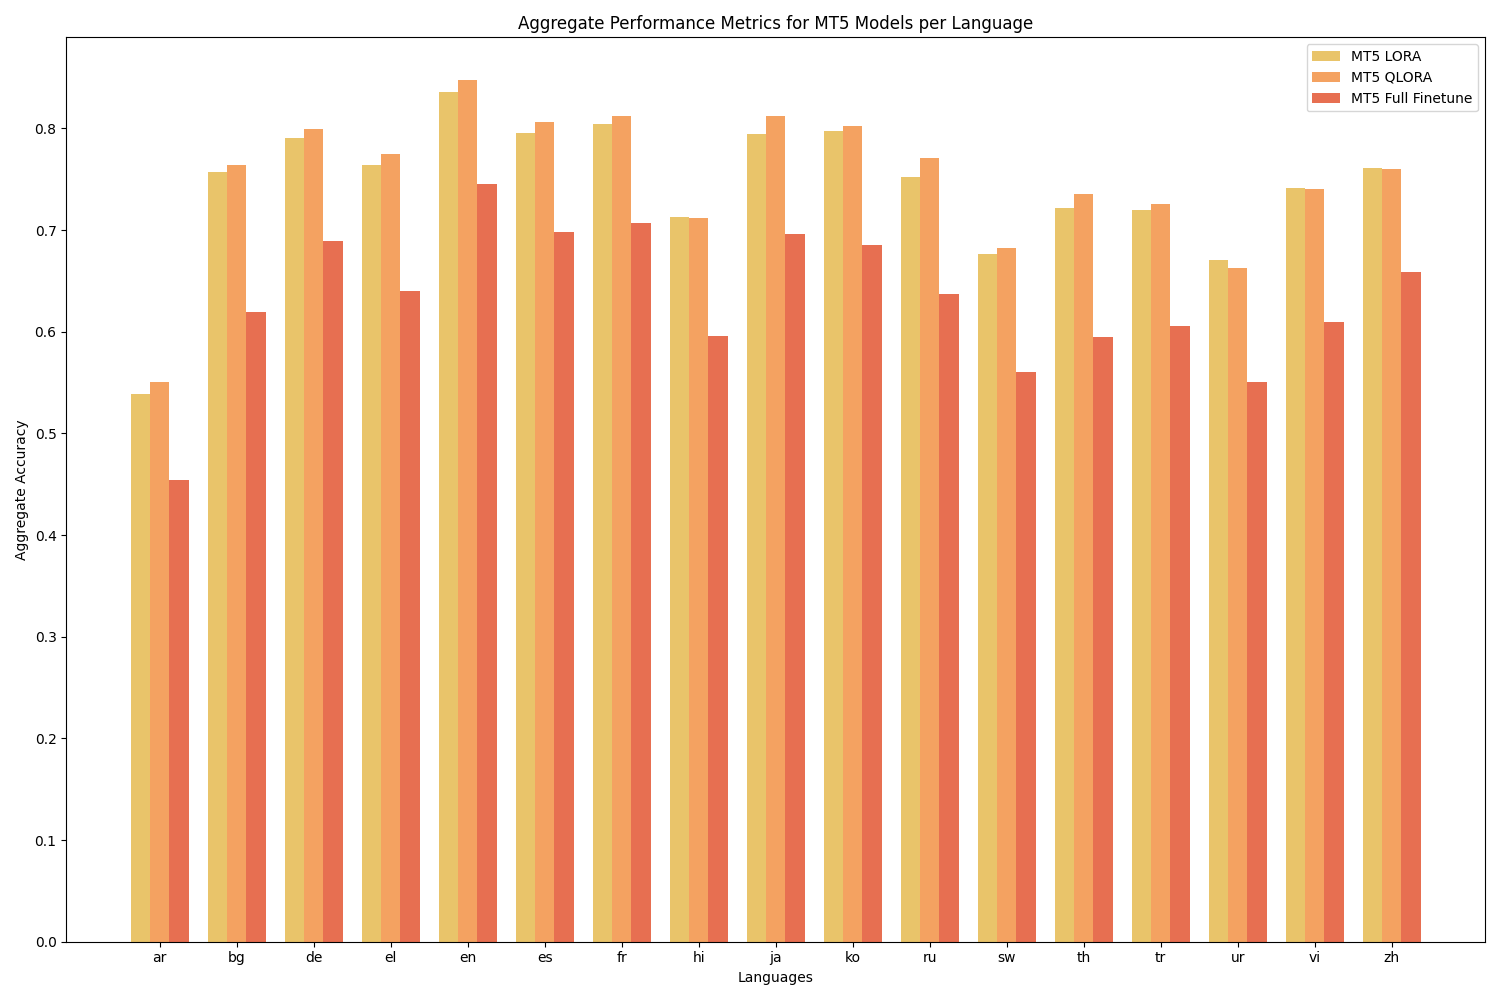 Aggregate Performance Metrics for MT5 Models per Language
MT5 LORA
MT5 QLORA
MT5 Full Finetune
Aggregate Accuracy
0.8
0.7
0.6
0.5
0.4
0.3
0.2
0.1
0.0
ar bg de el en es fr hi ja ko ru sw th tr ur vi zh
Languages